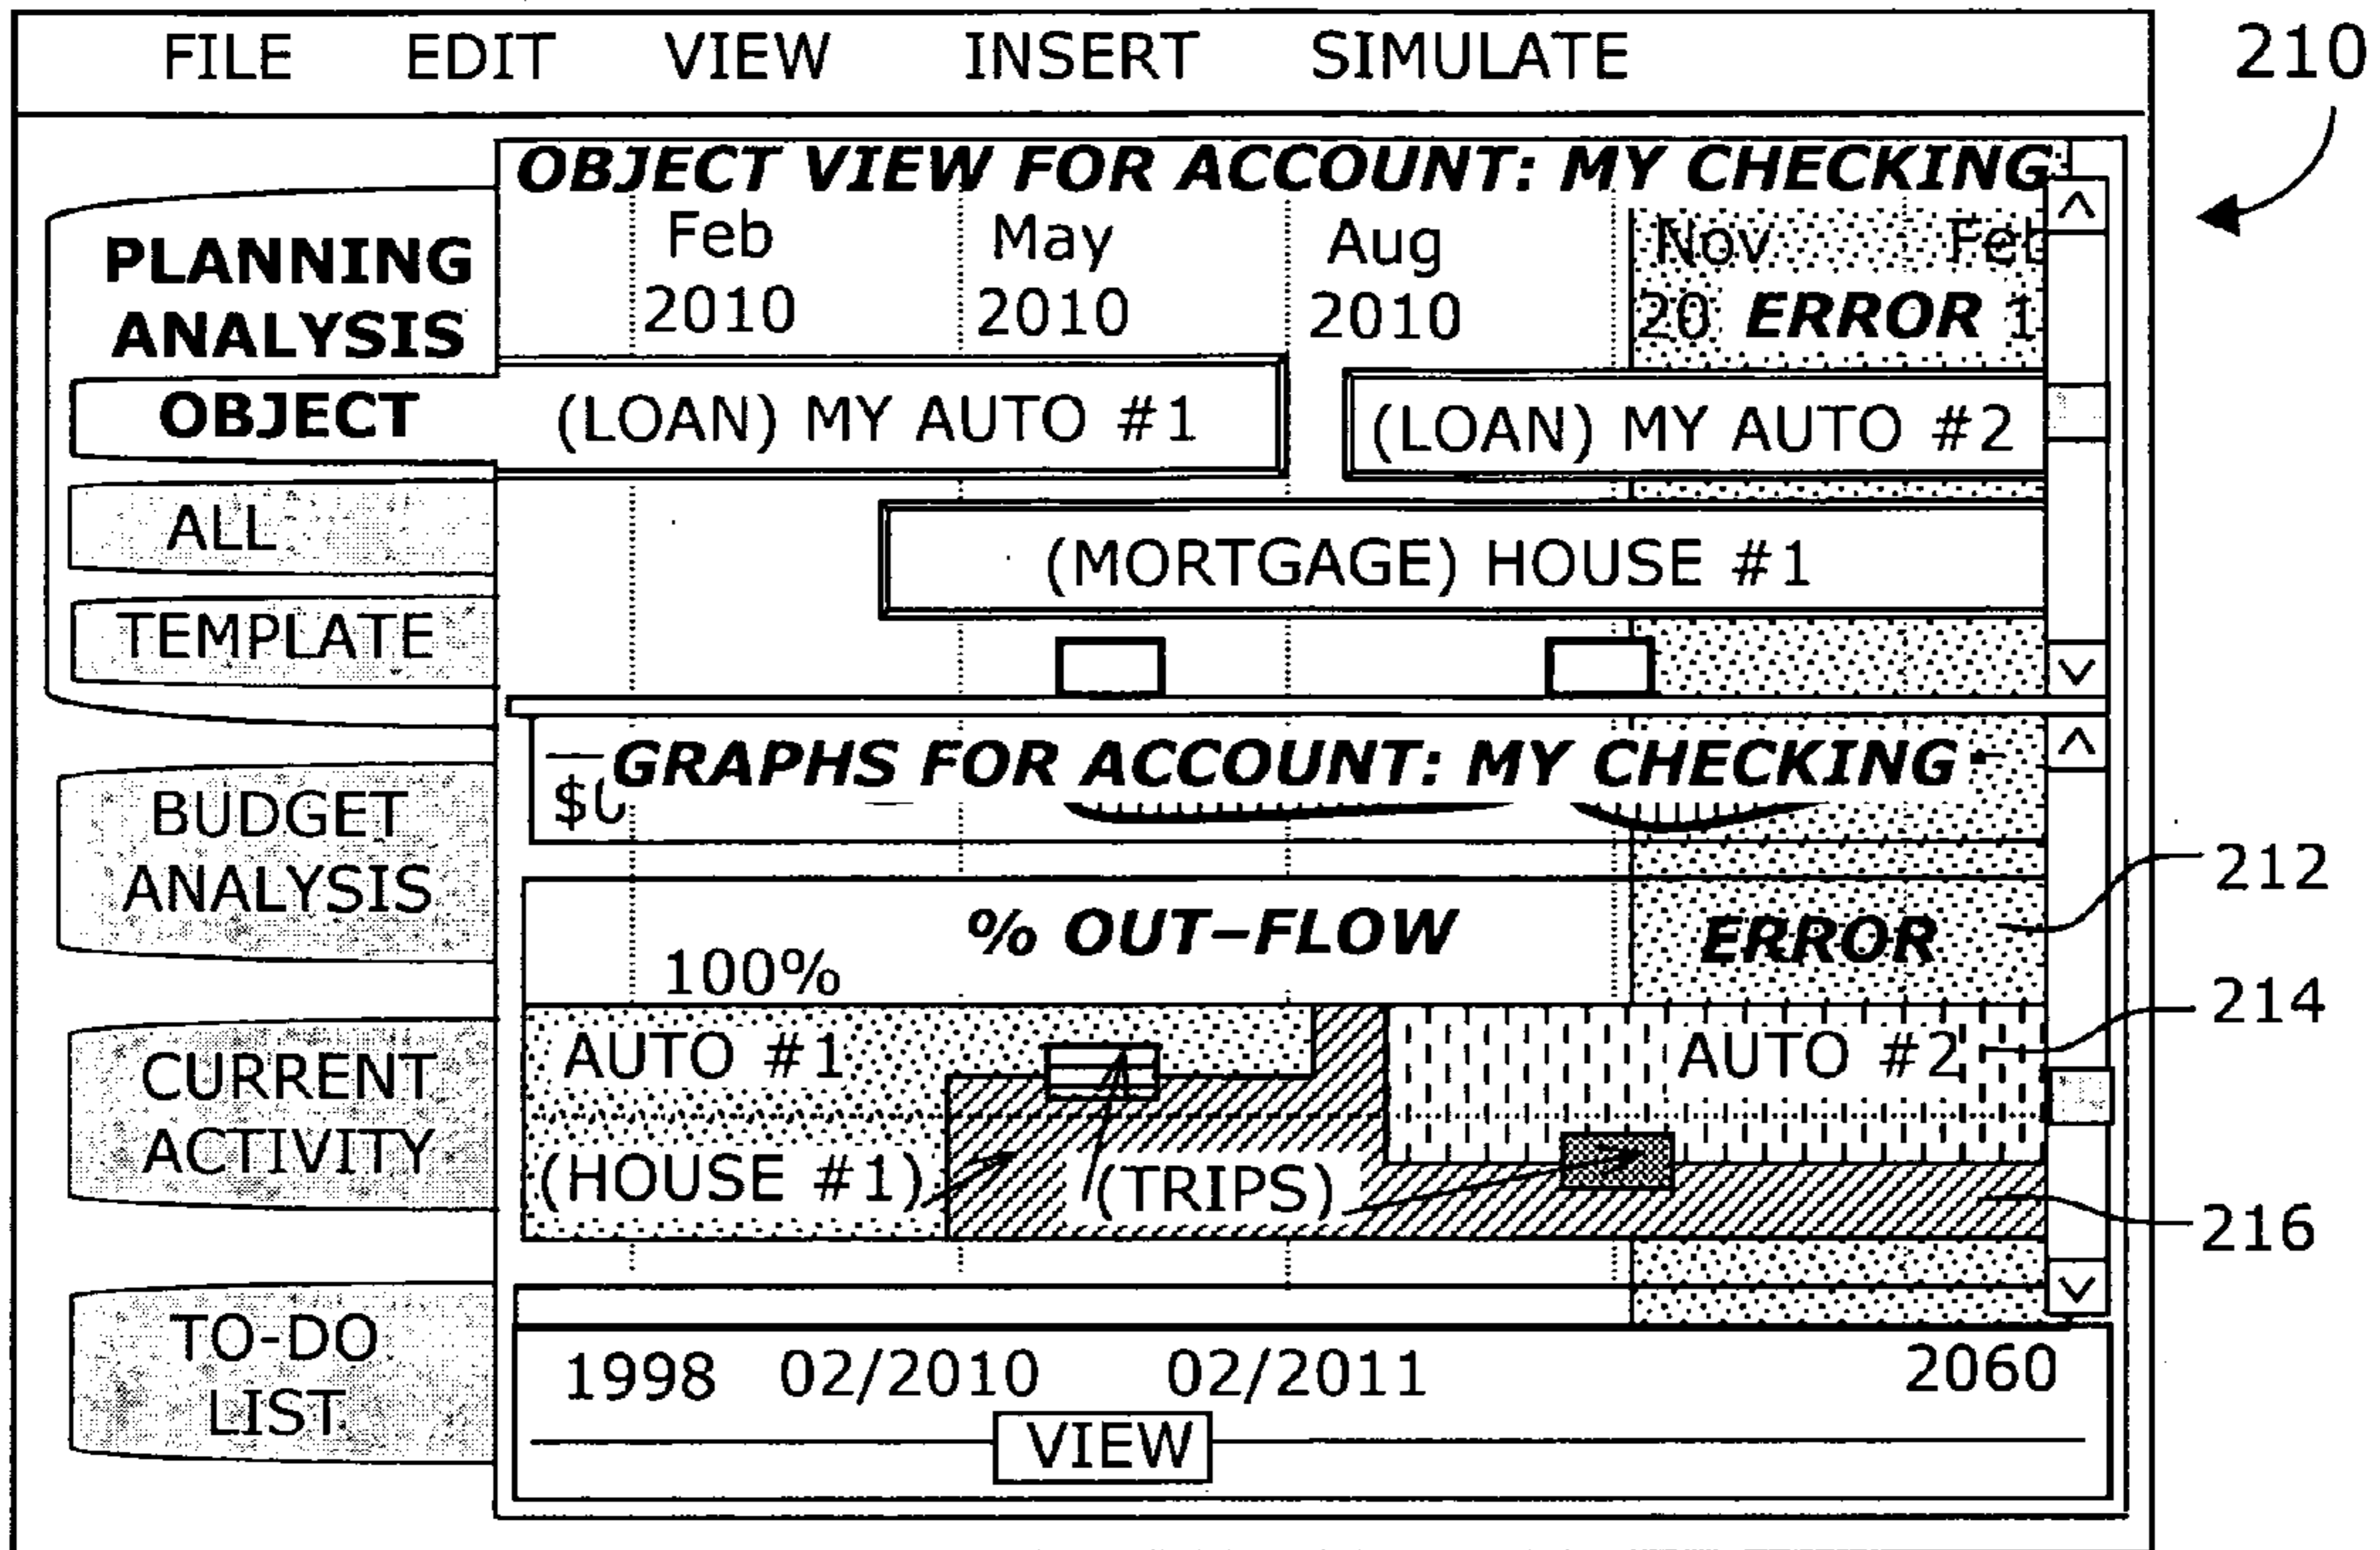 FILE EDIT VIEW INSERT SIMULATE
210
OBJECT VIEW FOR ACCOUNT: MY CHECKING
Feb May Aug Nov Feb
2010 2010 2010 20 ERROR 1
PLANNING
ANALYSIS
OBJECT
ALL
TEMPLATE
(LOAN) MY AUTO #1
(LOAN) MY AUTO #2
(MORTGAGE) HOUSE #1
GRAPHS FOR ACCOUNT: MY CHECKING
BUDGET
ANALYSIS
% OUT-FLOW
ERROR
212
100%
214
AUTO #1
AUTO #2
CURRENT
ACTIVITY
(HOUSE #1)
(TRIPS)
216
TO-DO
LIST
1998 02/2010 02/2011 2060
VIEW